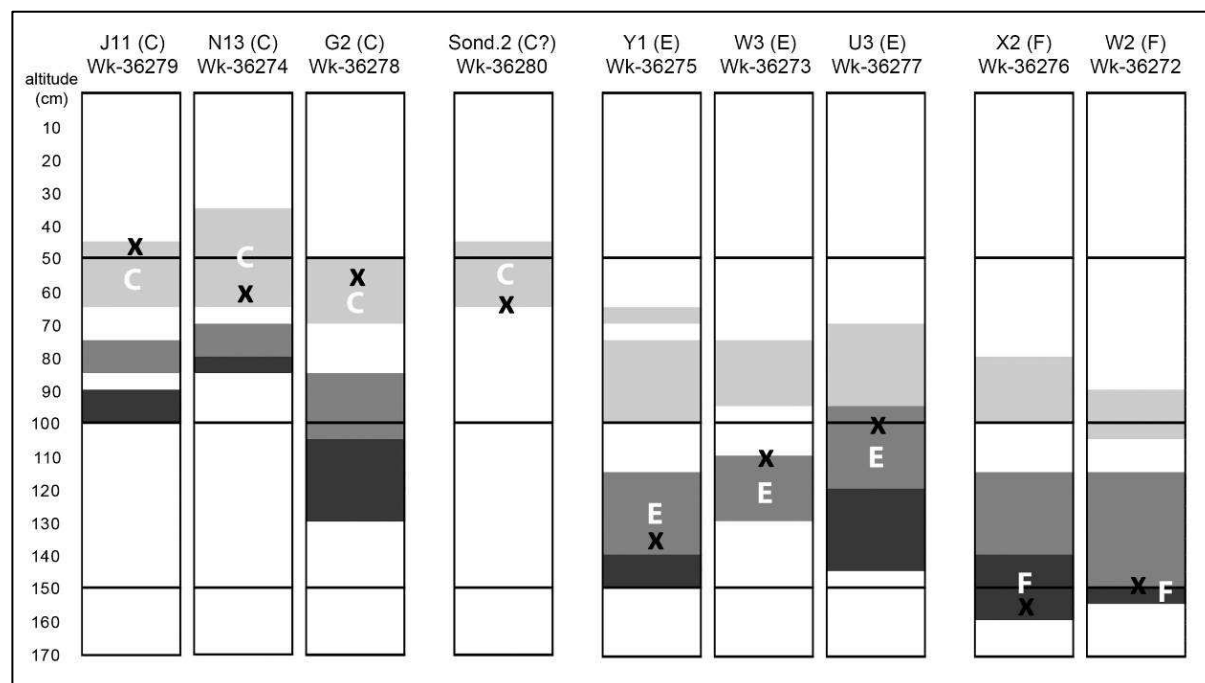 J11 (C) N13 (C) G2 (C) Sond.2 (C?) Y1 (E) W3 (E) U3 (E) X2 (F) W2 (F)
Wk-36279 Wk-36274 Wk-36278 Wk-36280 Wk-36275 Wk-36273 Wk-36277 Wk-36276 Wk-36272
altitude
(cm)
10
20
30
40
X
50 C
C X C
60 X C X
70
80
90
100 X
110 X E
120 E
130 E
X
140
150 F X F
X
160
170